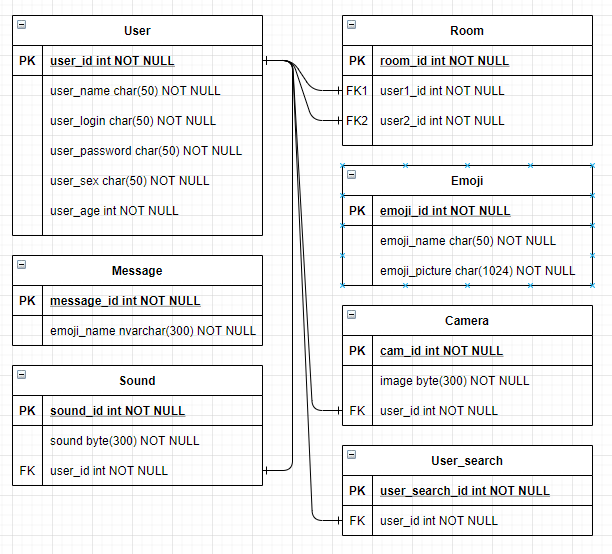 User
PK user_id int NOT NULL
user_name char(50) NOT NULL
user_login char(50) NOT NULL
user_password char(50) NOT NULL
user_sex char(50) NOT NULL
user_age int NOT NULL
Message
PK message_id int NOT NULL
emoji_name nvarchar(300) NOT NULL
Sound
PK sound_id int NOT NULL
sound byte(300) NOT NULL
FK user_id int NOT NULL
Room
PK room_id int NOT NULL
FK1 user1_id int NOT NULL
FK2 user2_id int NOT NULL
Emoji
PK emoji_id int NOT NULL
emoji_name char(50) NOT NULL
emoji_picture char(1024) NOT NULL
Camera
PK cam_id int NOT NULL
image byte(300) NOT NULL
FK user_id int NOT NULL
User_search
PK user_search_id int NOT NULL
FK user_id int NOT NULL